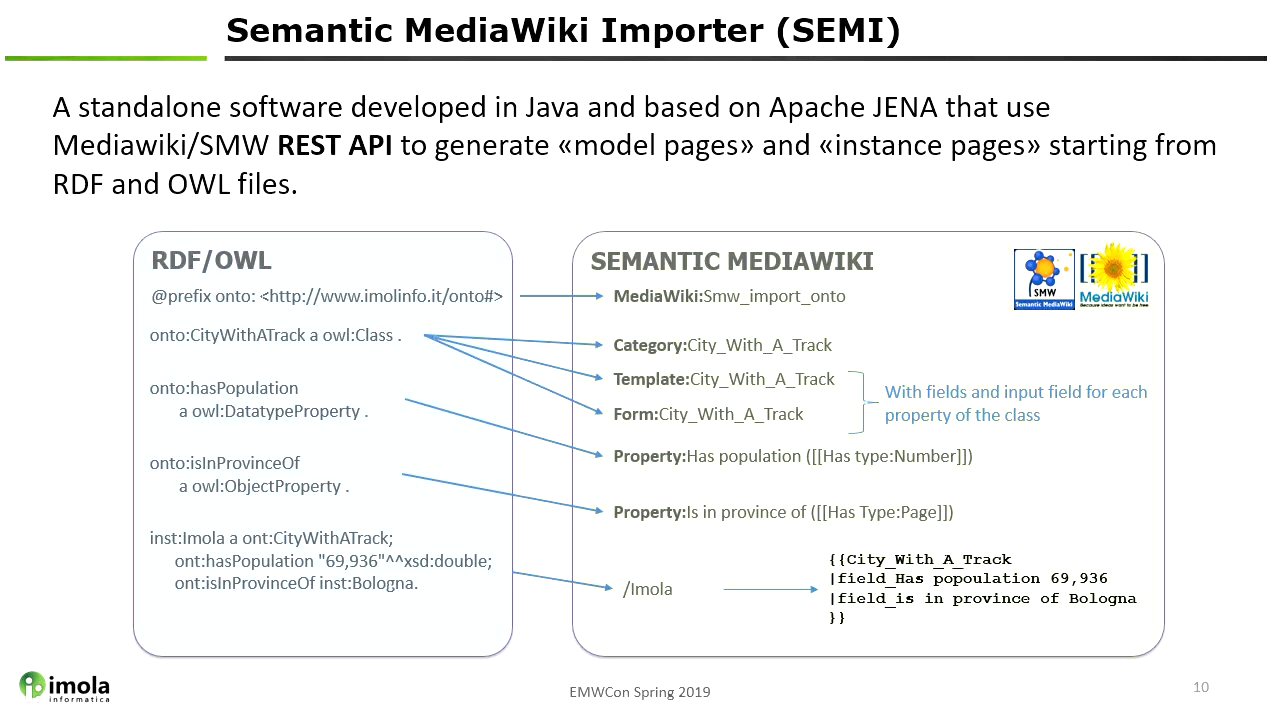 Semantic MediaWiki Importer (SEMI)
A standalone software developed in Java and based on Apache JENA that use
Mediawiki/SMW REST API to generate «model pages» and «instance pages» starting from
RDF and OWL files.
RDF/OWL
@prefix onto: <http://www.imolinfo.it/onto#>
onto:CityWithATrack a owl:Class .
onto:hasPopulation
a owl:DatatypeProperty .
onto:isInProvinceOf
a owl:ObjectProperty .
inst:Imola a ont:CityWithATrack;
ont:hasPopulation "69,936"^^xsd:double;
ont:isInProvinceOf inst:Bologna.
SEMANTIC MEDIAWIKI
SMW
Semantic MediaWiki
[[ ]]
MediaWiki
Because ideas want to be free
MediaWiki:Smw_import_onto
Category:City_With_A_Track
Template:City_With_A_Track
Form:City_With_A_Track
With fields and input field for each
property of the class
Property:Has population ([[Has type:Number]])
Property:Is in province of ([[Has Type:Page]])
/Imola
{{City_With_A_Track
|field_Has popoulation 69,936
|field_is in province of Bologna
}}
imola
informatica
EMWCon Spring 2019
10